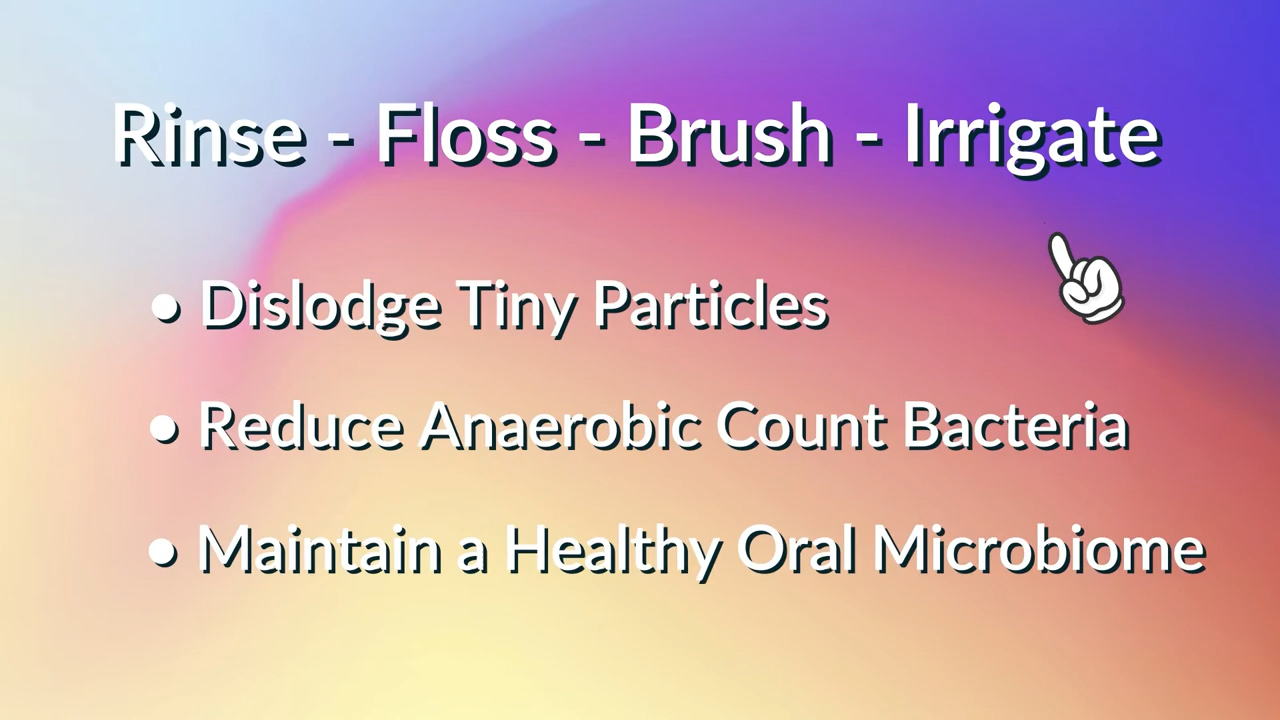 Rinse - Floss - Brush - Irrigate
• Dislodge Tiny Particles
• Reduce Anaerobic Count Bacteria
• Maintain a Healthy Oral Microbiome